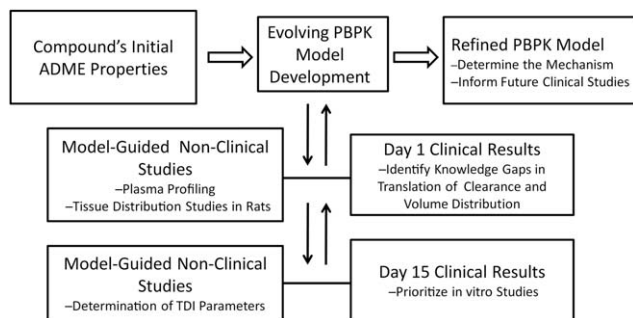 Compound's Initial
ADME Properties
Evolving PBPK
Model
Development
Refined PBPK Model
–Determine the Mechanism
–Inform Future Clinical Studies
Model-Guided Non-Clinical
Studies
–Plasma Profiling
–Tissue Distribution Studies in Rats
Day 1 Clinical Results
–Identify Knowledge Gaps in
Translation of Clearance and
Volume Distribution
Model-Guided Non-Clinical
Studies
–Determination of TDI Parameters
Day 15 Clinical Results
–Prioritize in vitro Studies